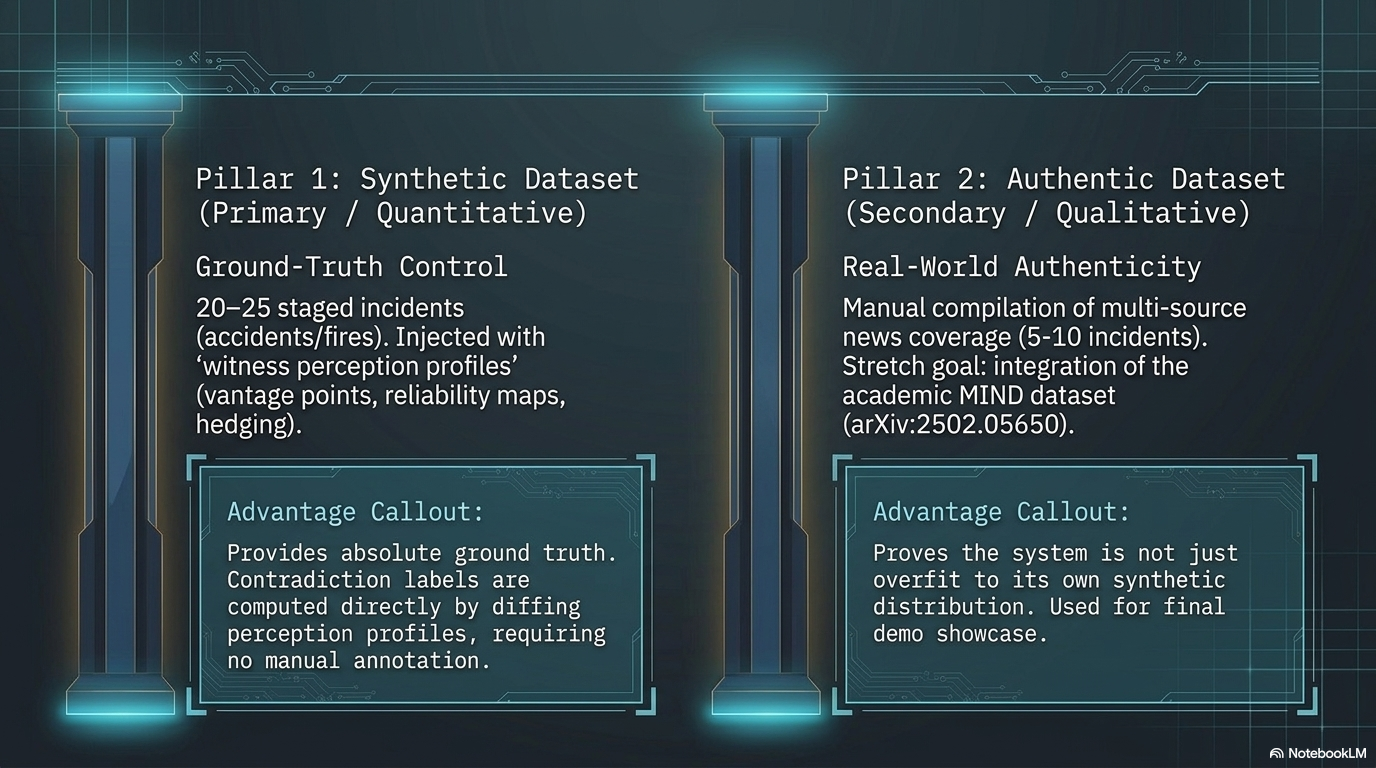 Pillar 1: Synthetic Dataset
(Primary / Quantitative)
Ground-Truth Control
20–25 staged incidents
(accidents/fires). Injected with
‘witness perception profiles’
(vantage points, reliability maps,
hedging).
Advantage Callout:
Provides absolute ground truth.
Contradiction labels are
computed directly by diffing
perception profiles, requiring
no manual annotation.
Pillar 2: Authentic Dataset
(Secondary / Qualitative)
Real-World Authenticity
Manual compilation of multi-source
news coverage (5-10 incidents).
Stretch goal: integration of the
academic MIND dataset
(arXiv:2502.05650).
Advantage Callout:
Proves the system is not just
overfit to its own synthetic
distribution. Used for final
demo showcase.
NotebookLM